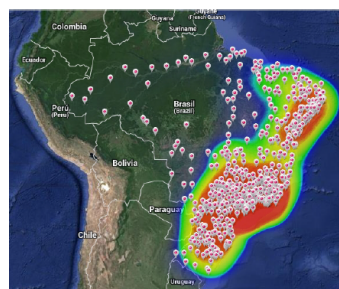 Guyane
(French Guiana)
Guyana
Colombia
Suriname
Ecuador
Perú
(Peru)
Brasil
(Brazil)
Bolivia
Paraguay
Chile
Uruguay